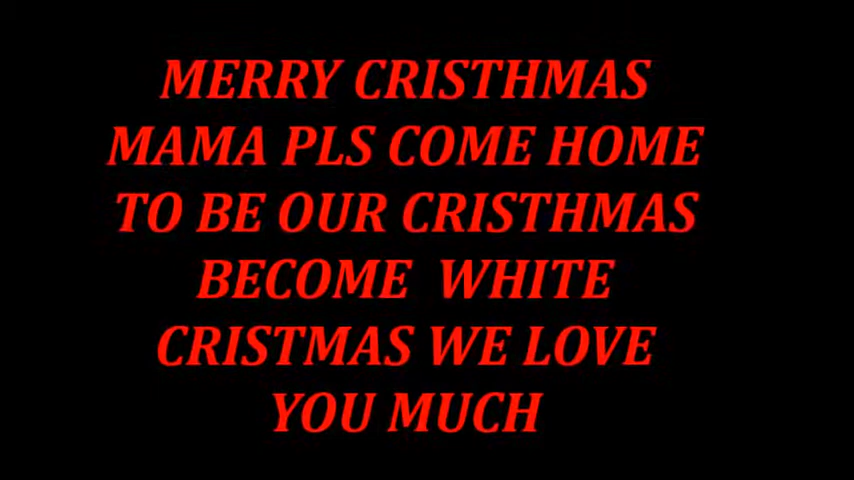 MERRY CRISTHMAS
MAMA PLS COME HOME
TO BE OUR CRISTHMAS
BECOME  WHITE
CRISTMAS WE LOVE
YOU MUCH